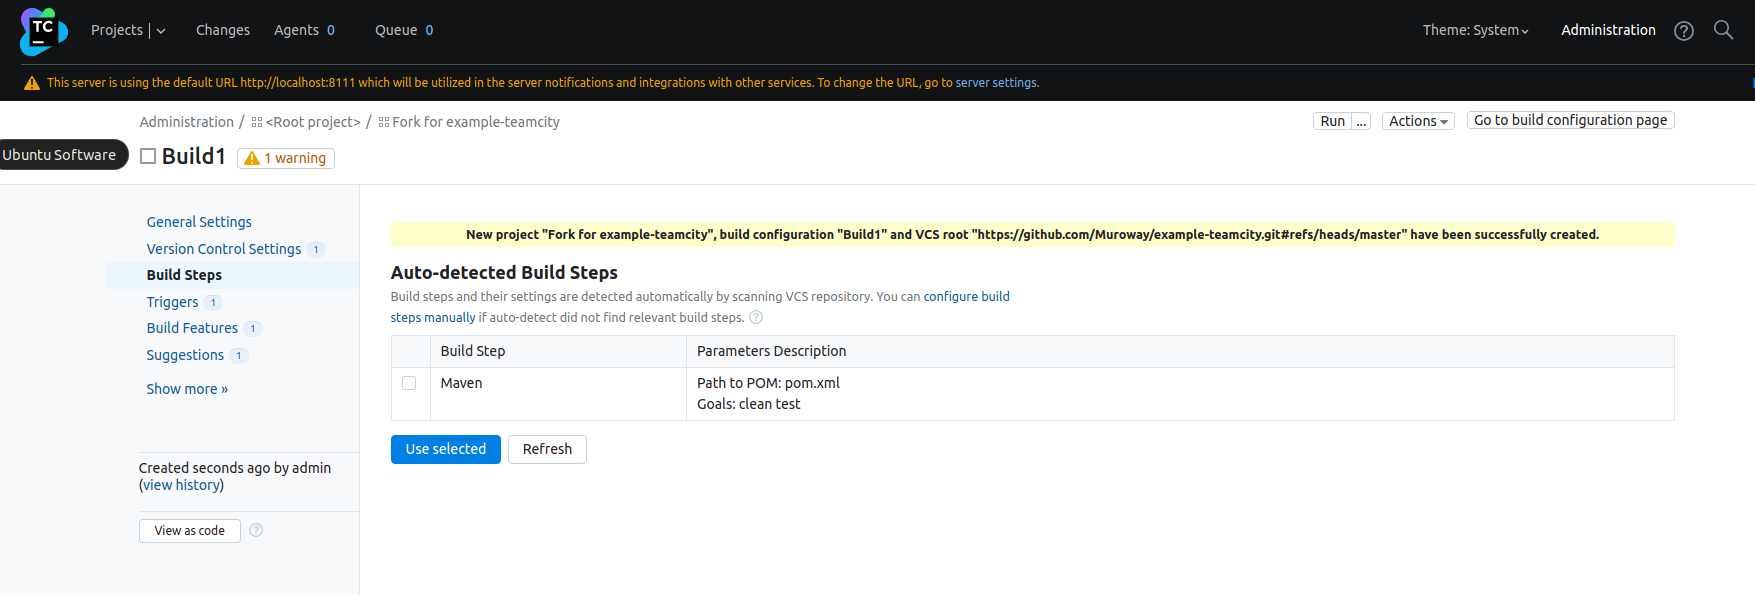 TC
Projects Changes Agents 0 Queue 0 Theme: System Administration
This server is using the default URL http://localhost:8111 which will be utilized in the server notifications and integrations with other services. To change the URL, go to server settings.
Administration / <Root project> / Fork for example-teamcity
Run ... Actions Go to build configuration page
Ubuntu Software
Build1 1 warning
General Settings
Version Control Settings 1
Build Steps
Triggers 1
Build Features 1
Suggestions 1
Show more »
Created seconds ago by admin
(view history)
View as code ?
New project "Fork for example-teamcity", build configuration "Build1" and VCS root "https://github.com/Muroway/example-teamcity.git#refs/heads/master" have been successfully created.
Auto-detected Build Steps
Build steps and their settings are detected automatically by scanning VCS repository. You can configure build
steps manually if auto-detect did not find relevant build steps. ?
Build Step Parameters Description
Maven Path to POM: pom.xml
Goals: clean test
Use selected Refresh